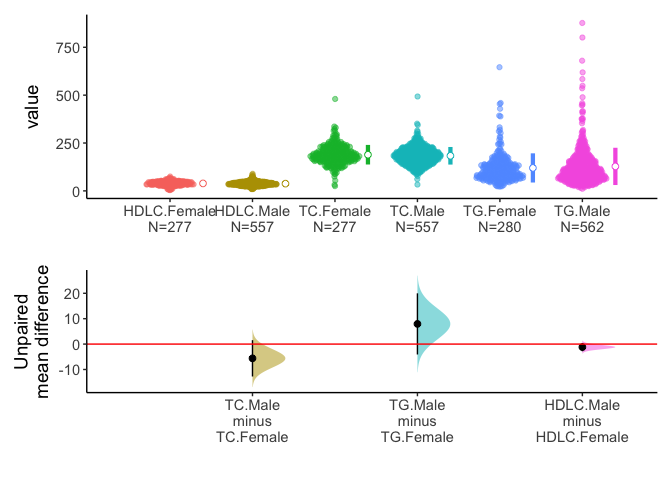 value
750
500
250
0
HDLC.Female HDLC.Male TC.Female TC.Male TG.Female TG.Male
N=277 N=557 N=277 N=557 N=280 N=562
Unpaired
mean difference
20
10
0
-10
TC.Male TG.Male HDLC.Male
minus minus minus
TC.Female TG.Female HDLC.Female